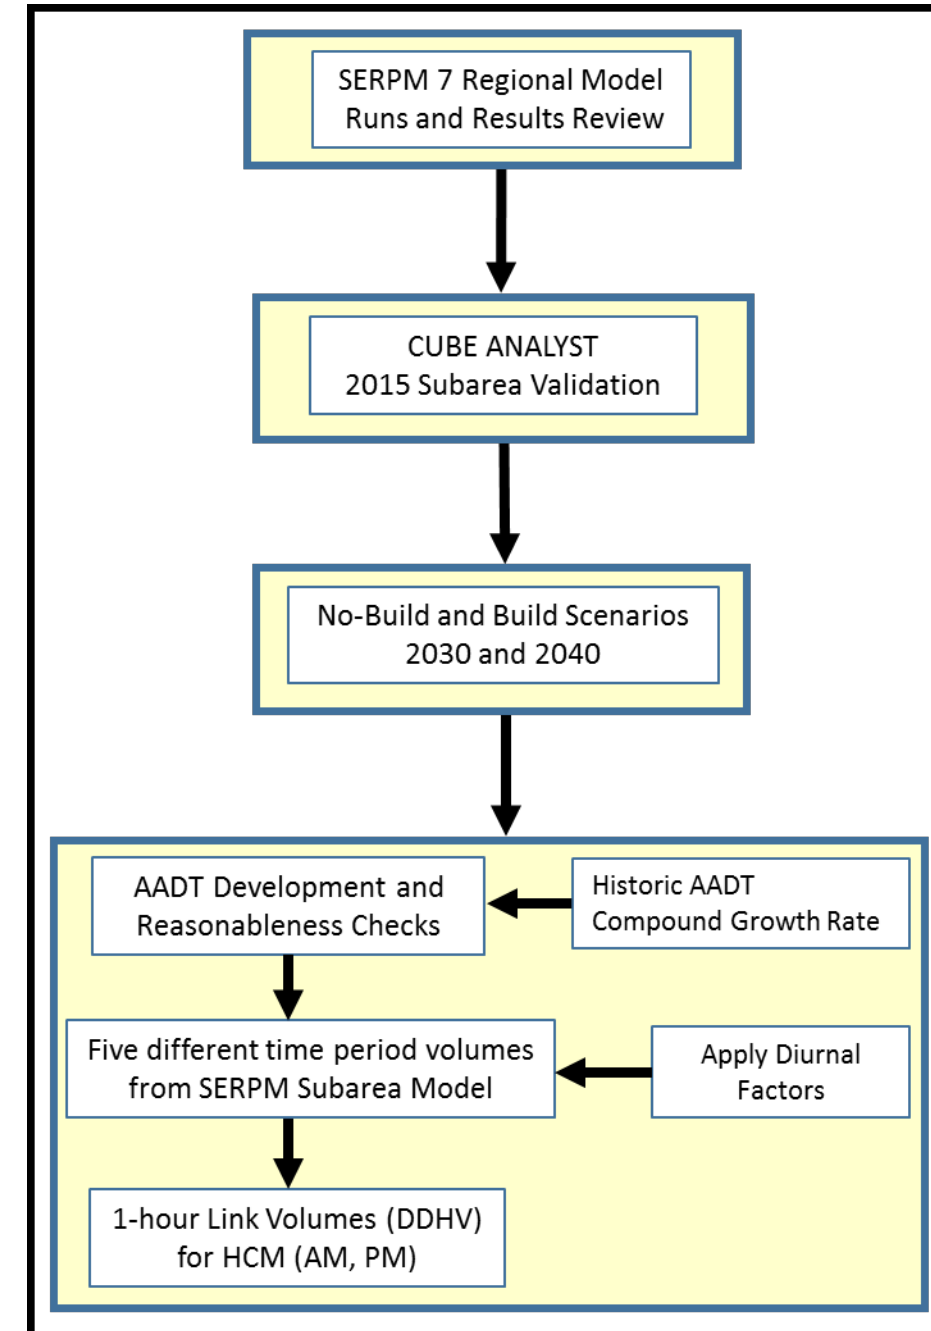 SERPM 7 Regional Model
Runs and Results Review
CUBE ANALYST
2015 Subarea Validation
No-Build and Build Scenarios
2030 and 2040
AADT Development and
Reasonableness Checks
Historic AADT
Compound Growth Rate
Five different time period volumes
from SERPM Subarea Model
Apply Diurnal
Factors
1-hour Link Volumes (DDHV)
for HCM (AM, PM)